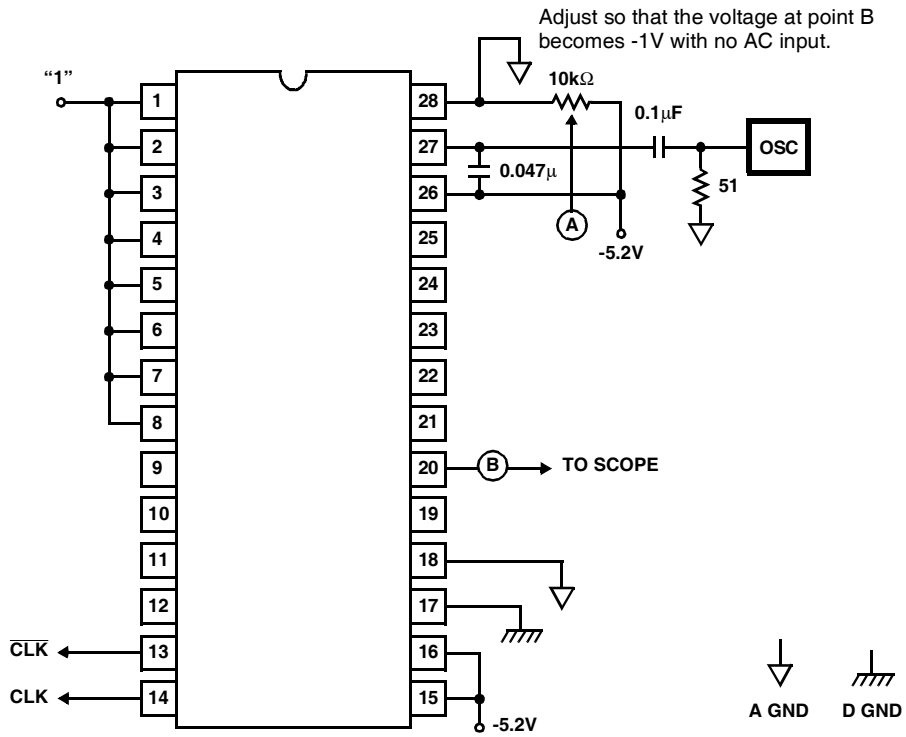 Adjust so that the voltage at point B
becomes -1V with no AC input.
“1”
10kΩ
0.1μF
OSC
0.047μ
51
A
-5.2V
1
2
3
4
5
6
7
8
9
10
11
12
13
14
28
27
26
25
24
23
22
21
20
19
18
17
16
15
B
TO SCOPE
CLK
CLK
-5.2V
A GND
D GND